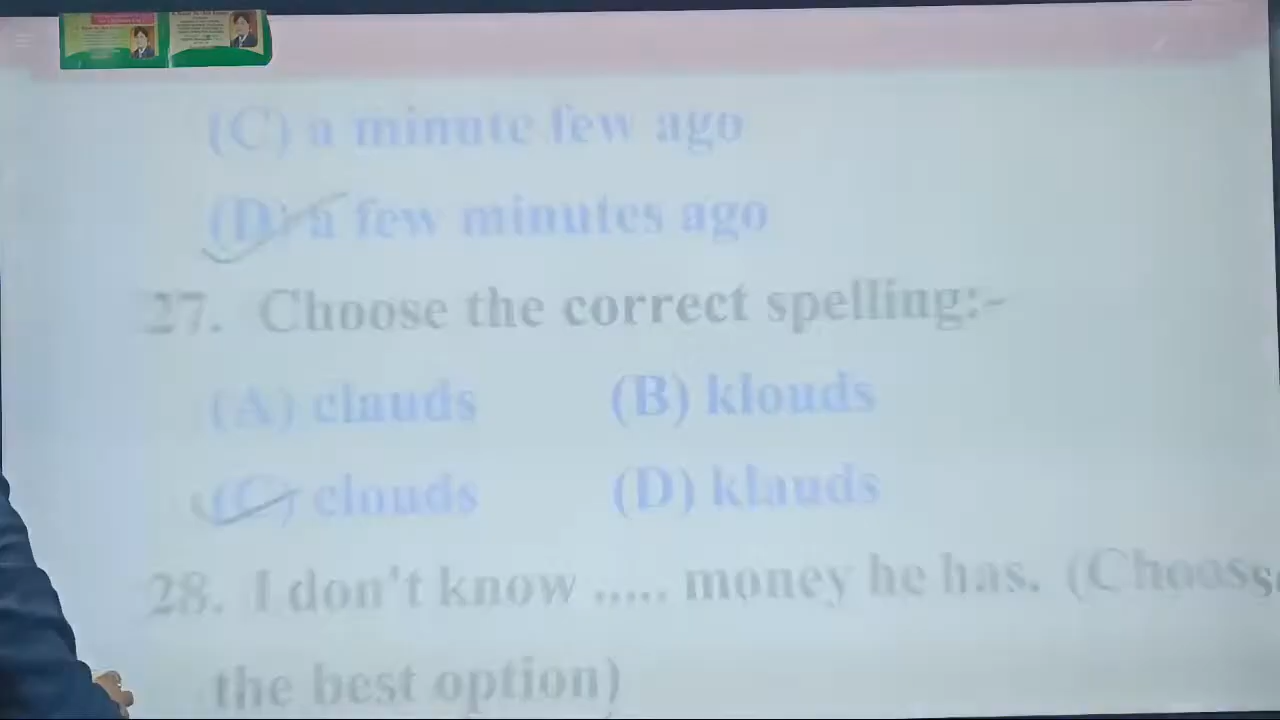 (C) a minute few ago
(D) a few minutes ago
27. Choose the correct spelling:-
(A) clauds (B) klouds
(C) clouds (D) klauds
28. I don't know ..... money he has. (Choose
the best option)